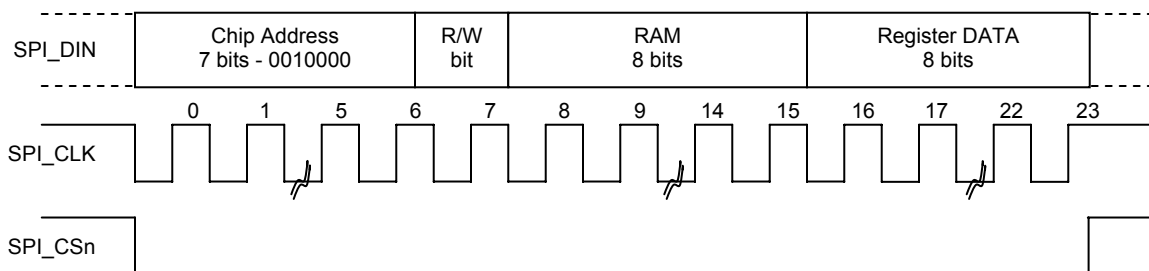 SPI_DIN
Chip Address
7 bits - 0010000
R/W
bit
RAM
8 bits
Register DATA
8 bits
0 1 5 6 7 8 9 14 15 16 17 22 23
SPI_CLK
SPI_CSn